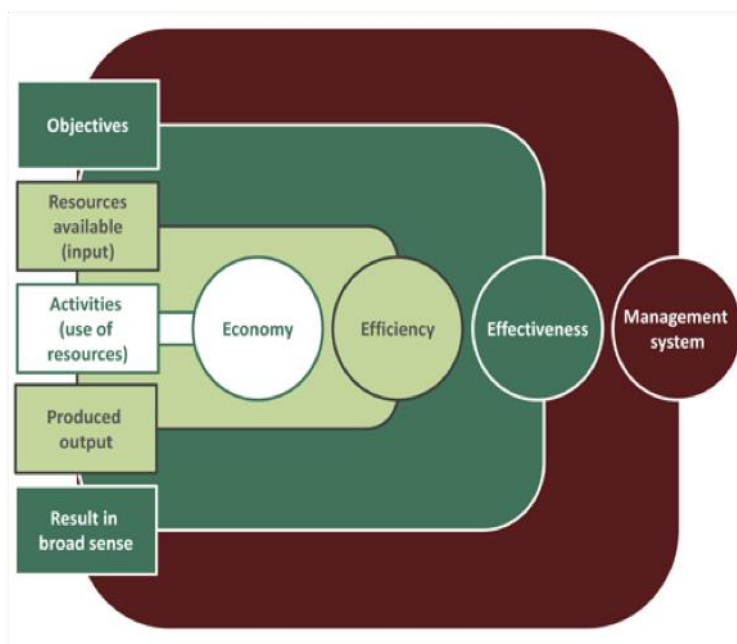 Objectives
Resources
available
(input)
Activities
(use of
resources)
Produced
output
Result in
broad sense
Economy
Efficiency
Effectiveness
Management
system